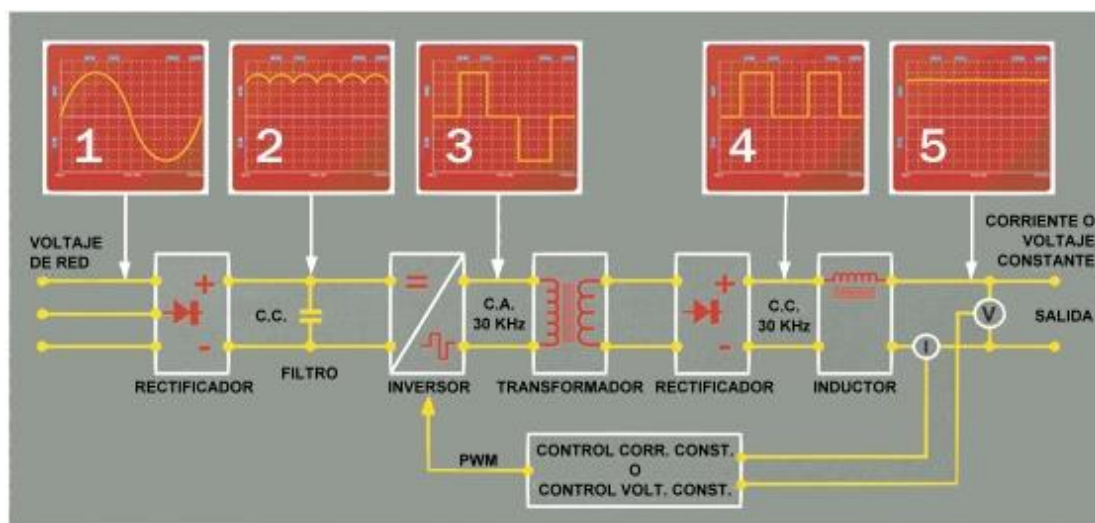 1
2
3
4
5
VOLTAJE
DE RED
CORRIENTE O
VOLTAJE
CONSTANTE
+
-
C.C.
=
C.A.
30 KHz
+
-
C.C.
30 KHz
V
I
SALIDA
RECTIFICADOR
FILTRO
INVERSOR
TRANSFORMADOR
RECTIFICADOR
INDUCTOR
PWM
CONTROL CORR. CONST.
O
CONTROL VOLT. CONST.